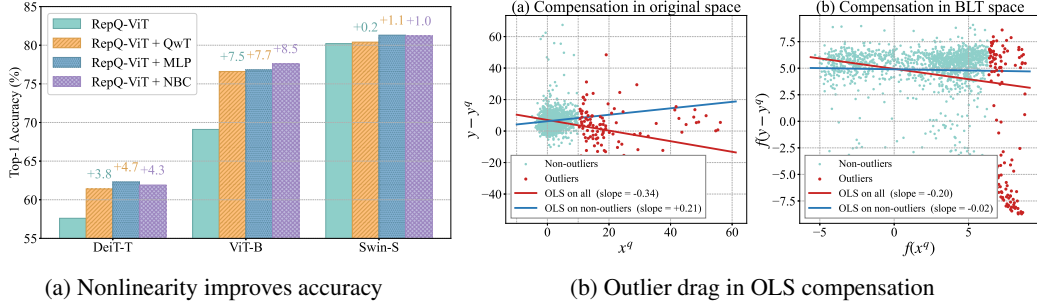 Top-1 Accuracy (%)
85
80
75
70
65
60
55
RepQ-ViT
RepQ-ViT + QwT
RepQ-ViT + MLP
RepQ-ViT + NBC
+3.8
+4.7
+4.3
+7.5
+7.7
+8.5
+0.2
+1.1
+1.0
DeiT-T
ViT-B
Swin-S
(a) Nonlinearity improves accuracy
(a) Compensation in original space
y − y^q
60
40
20
0
−20
−40
Non-outliers
Outliers
OLS on all (slope = -0.34)
OLS on non-outliers (slope = +0.21)
0
20
40
60
x^q
(b) Compensation in BLT space
f(y − y^q)
7.5
5.0
2.5
0.0
−2.5
−5.0
−7.5
Non-outliers
Outliers
OLS on all (slope = -0.20)
OLS on non-outliers (slope = -0.02)
−5
0
5
f(x^q)
(b) Outlier drag in OLS compensation